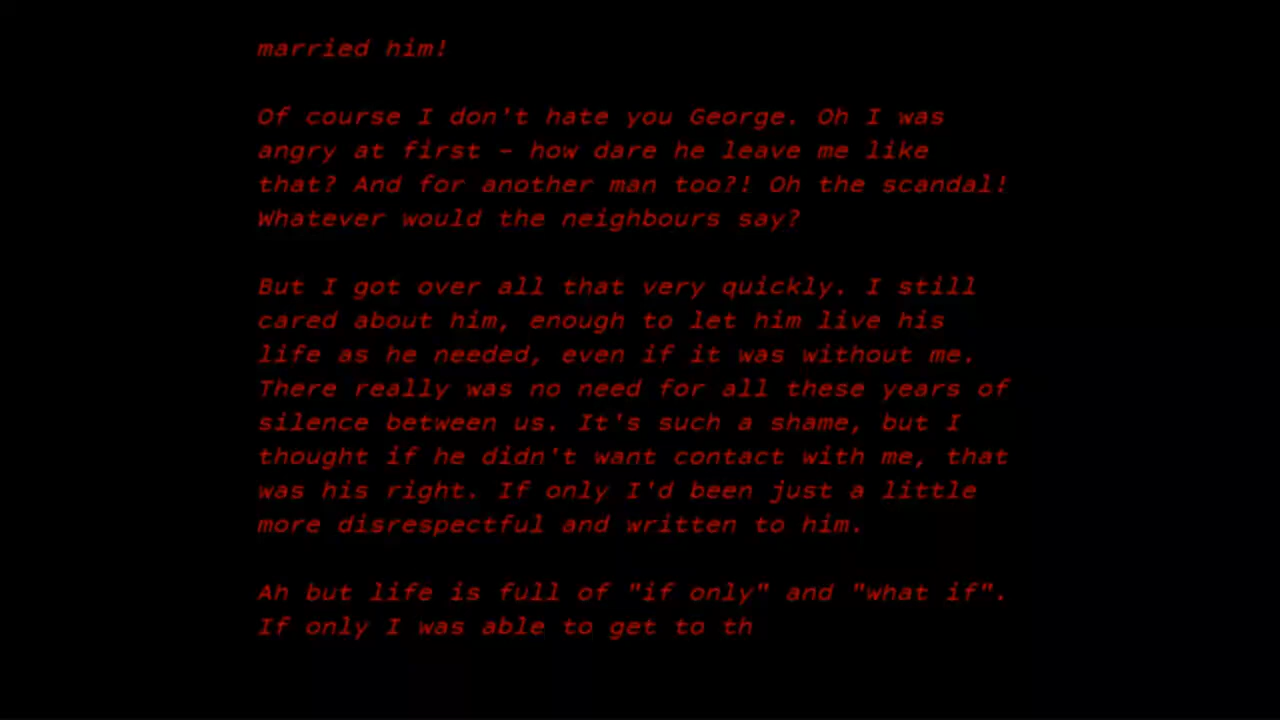 married him!
Of course I don't hate you George. Oh I was
angry at first – how dare he leave me like
that? And for another man too?! Oh the scandal!
Whatever would the neighbours say?
But I got over all that very quickly. I still
cared about him, enough to let him live his
life as he needed, even if it was without me.
There really was no need for all these years of
silence between us. It's such a shame, but I
thought if he didn't want contact with me, that
was his right. If only I'd been just a little
more disrespectful and written to him.
Ah but life is full of "if only" and "what if".
If only I was able to get to th